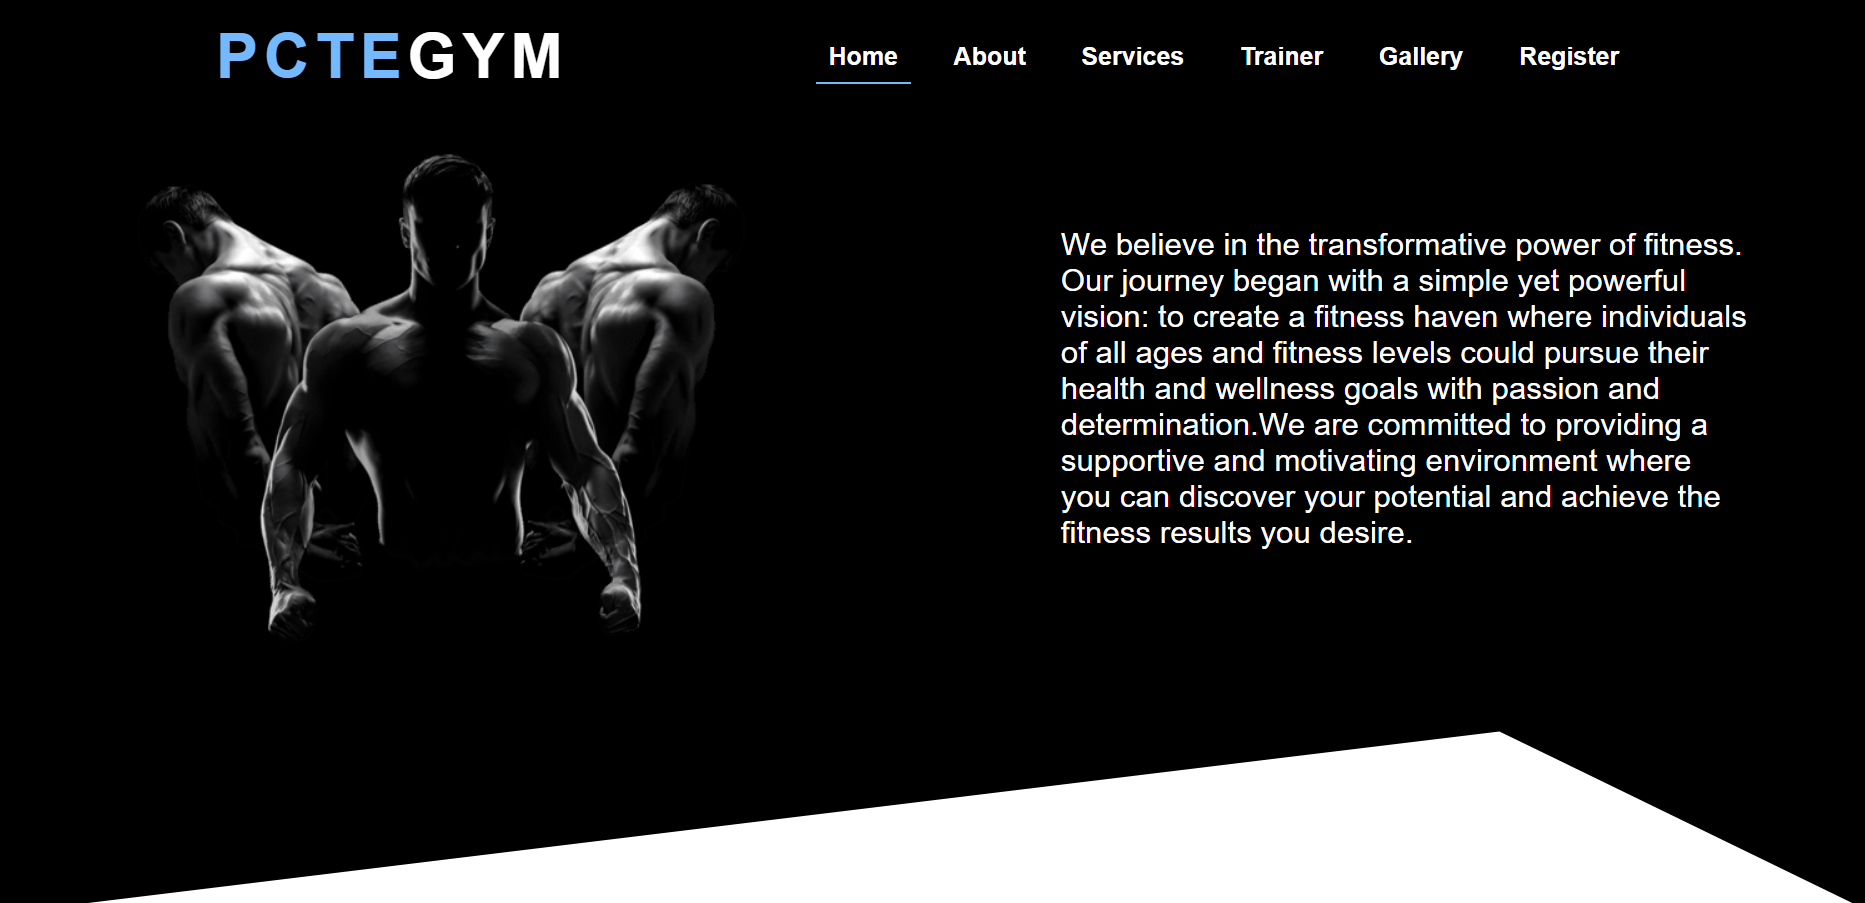 PCTEGYM
Home About Services Trainer Gallery Register
We believe in the transformative power of fitness.
Our journey began with a simple yet powerful
vision: to create a fitness haven where individuals
of all ages and fitness levels could pursue their
health and wellness goals with passion and
determination.We are committed to providing a
supportive and motivating environment where
you can discover your potential and achieve the
fitness results you desire.